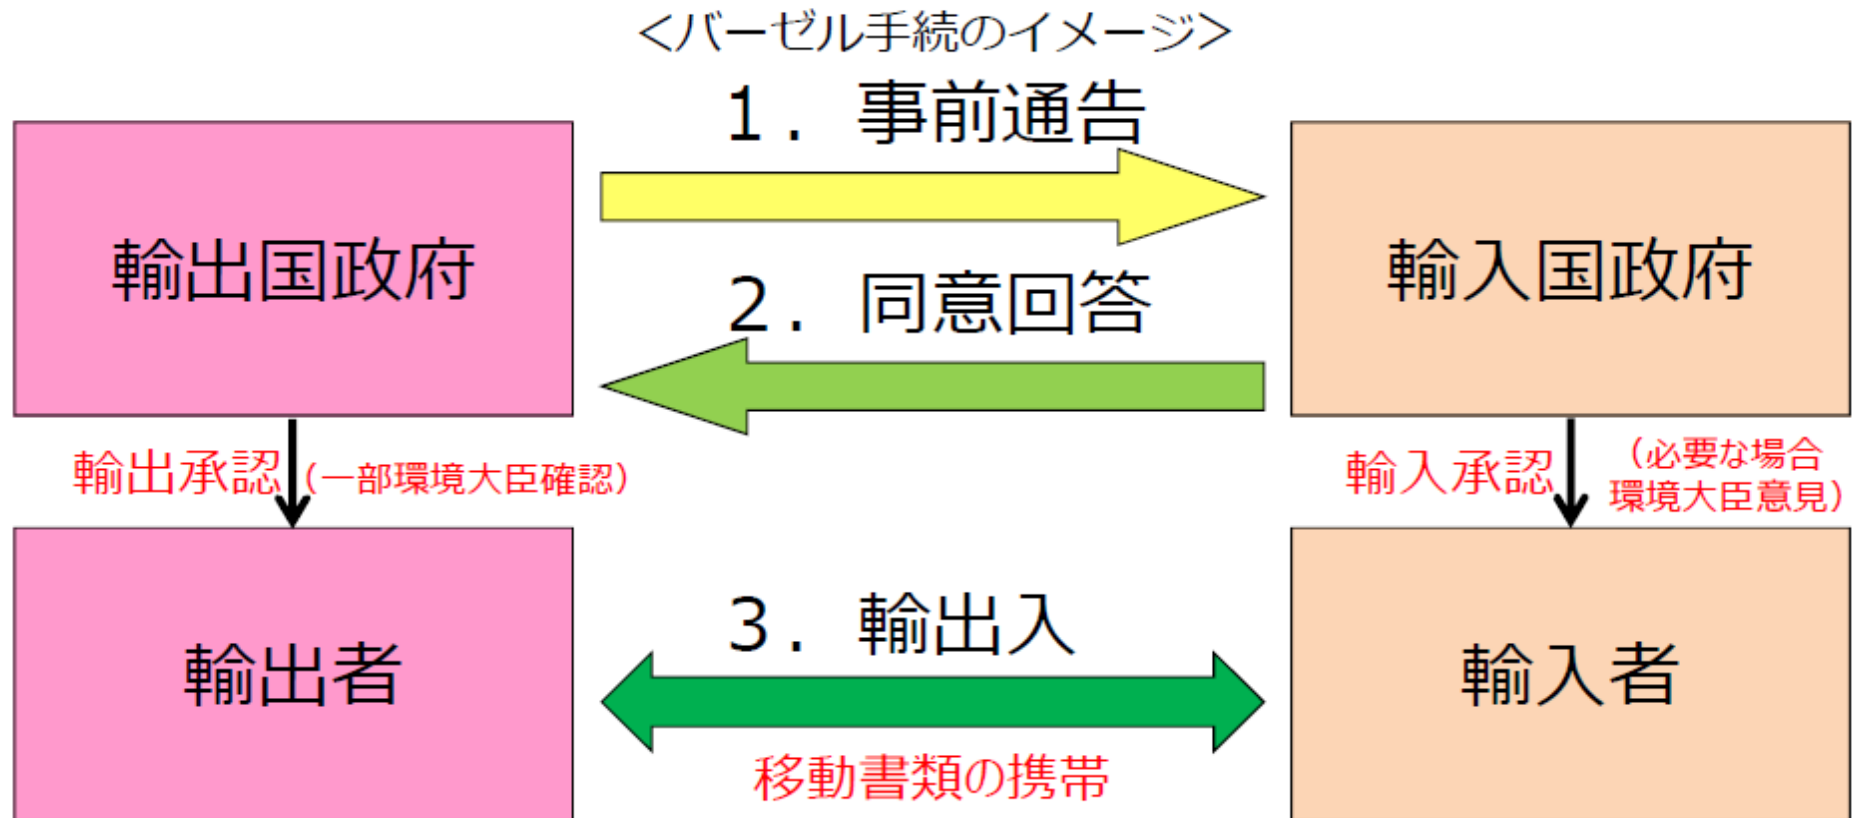 ＜バーゼル手続のイメージ＞
１．事前通告
輸出国政府
輸入国政府
２．同意回答
輸出承認（一部環境大臣確認）
輸入承認
（必要な場合
環境大臣意見）
３．輸出入
輸出者
輸入者
移動書類の携帯